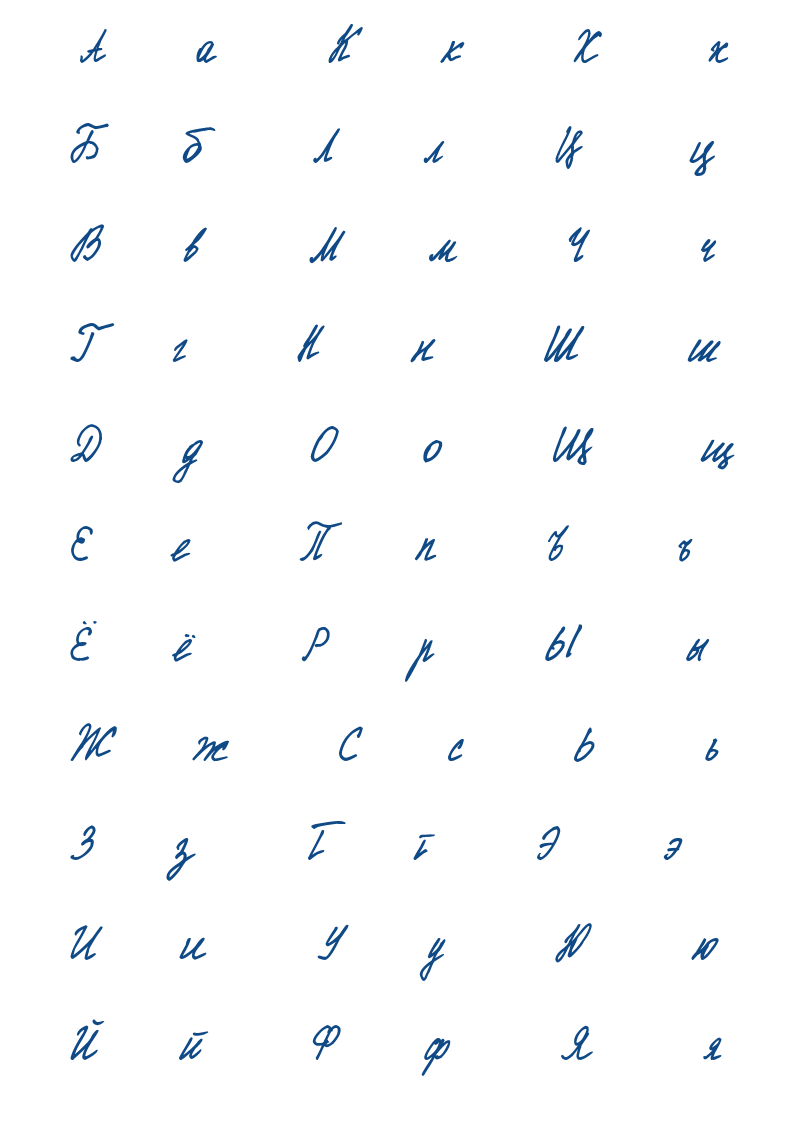 А а К к Х х
Б б Л л Ц ц
В в М м Ч ч
Г г Н н Ш ш
Д д О о Щ щ
Е е П п Ъ ъ
Ё ё Р р Ы ы
Ж ж С с Ь ь
З з Т т Э э
И и У у Ю ю
Й й Ф ф Я я